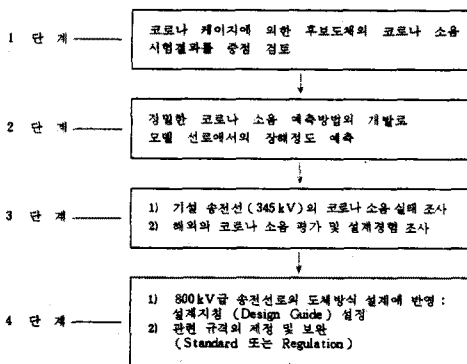 1 단 계
코로나 케이지에 의한 후보도체의 코로나 소음
시험결과를 중점 검토
2 단 계
정밀한 코로나 소음 예측방법의 개발로
모델 선로에서의 장해정도 예측
3 단 계
1) 기설 송전선 (345kV)의 코로나 소음 실태 조사
2) 해외의 코로나 소음 평가 및 설계경험 조사
4 단 계
1) 800kV급 송전선로의 도체방식 설계에 반영 :
설계지침 (Design Guide) 설정
2) 관련 규격의 제정 및 보완
(Standard 또는 Regulation)